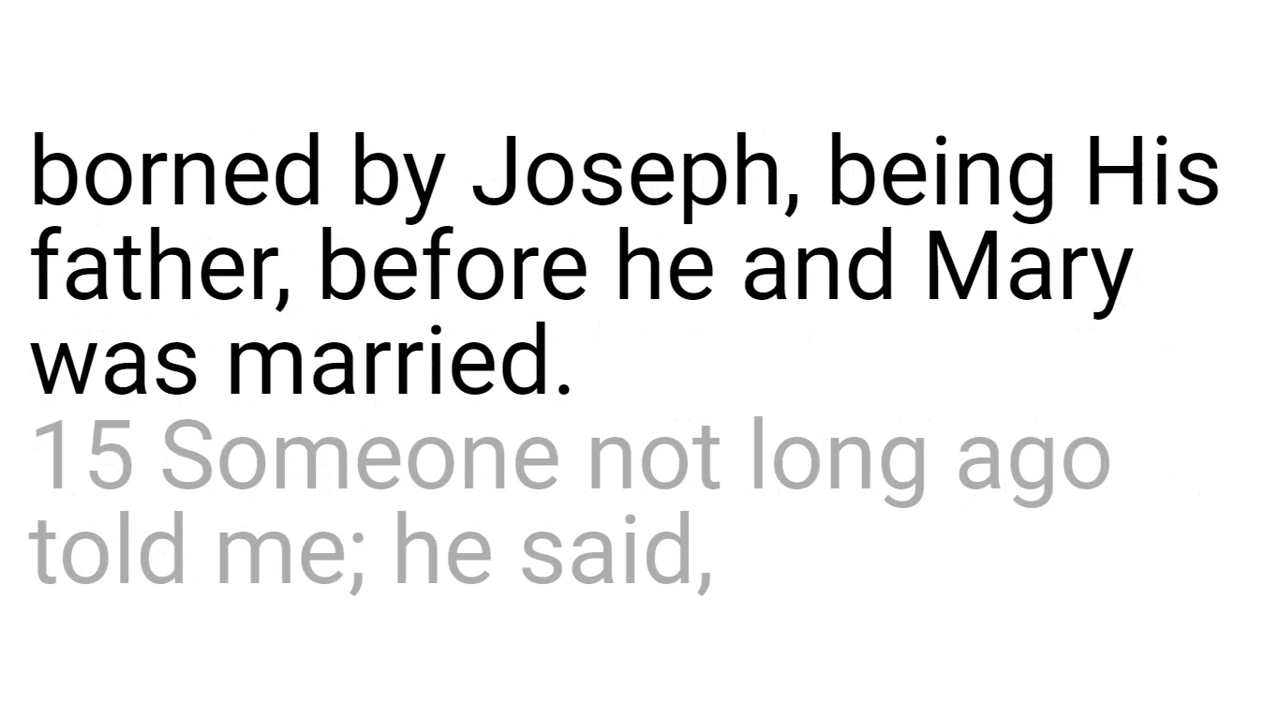 borned by Joseph, being His
father, before he and Mary
was married.
15 Someone not long ago
told me; he said,